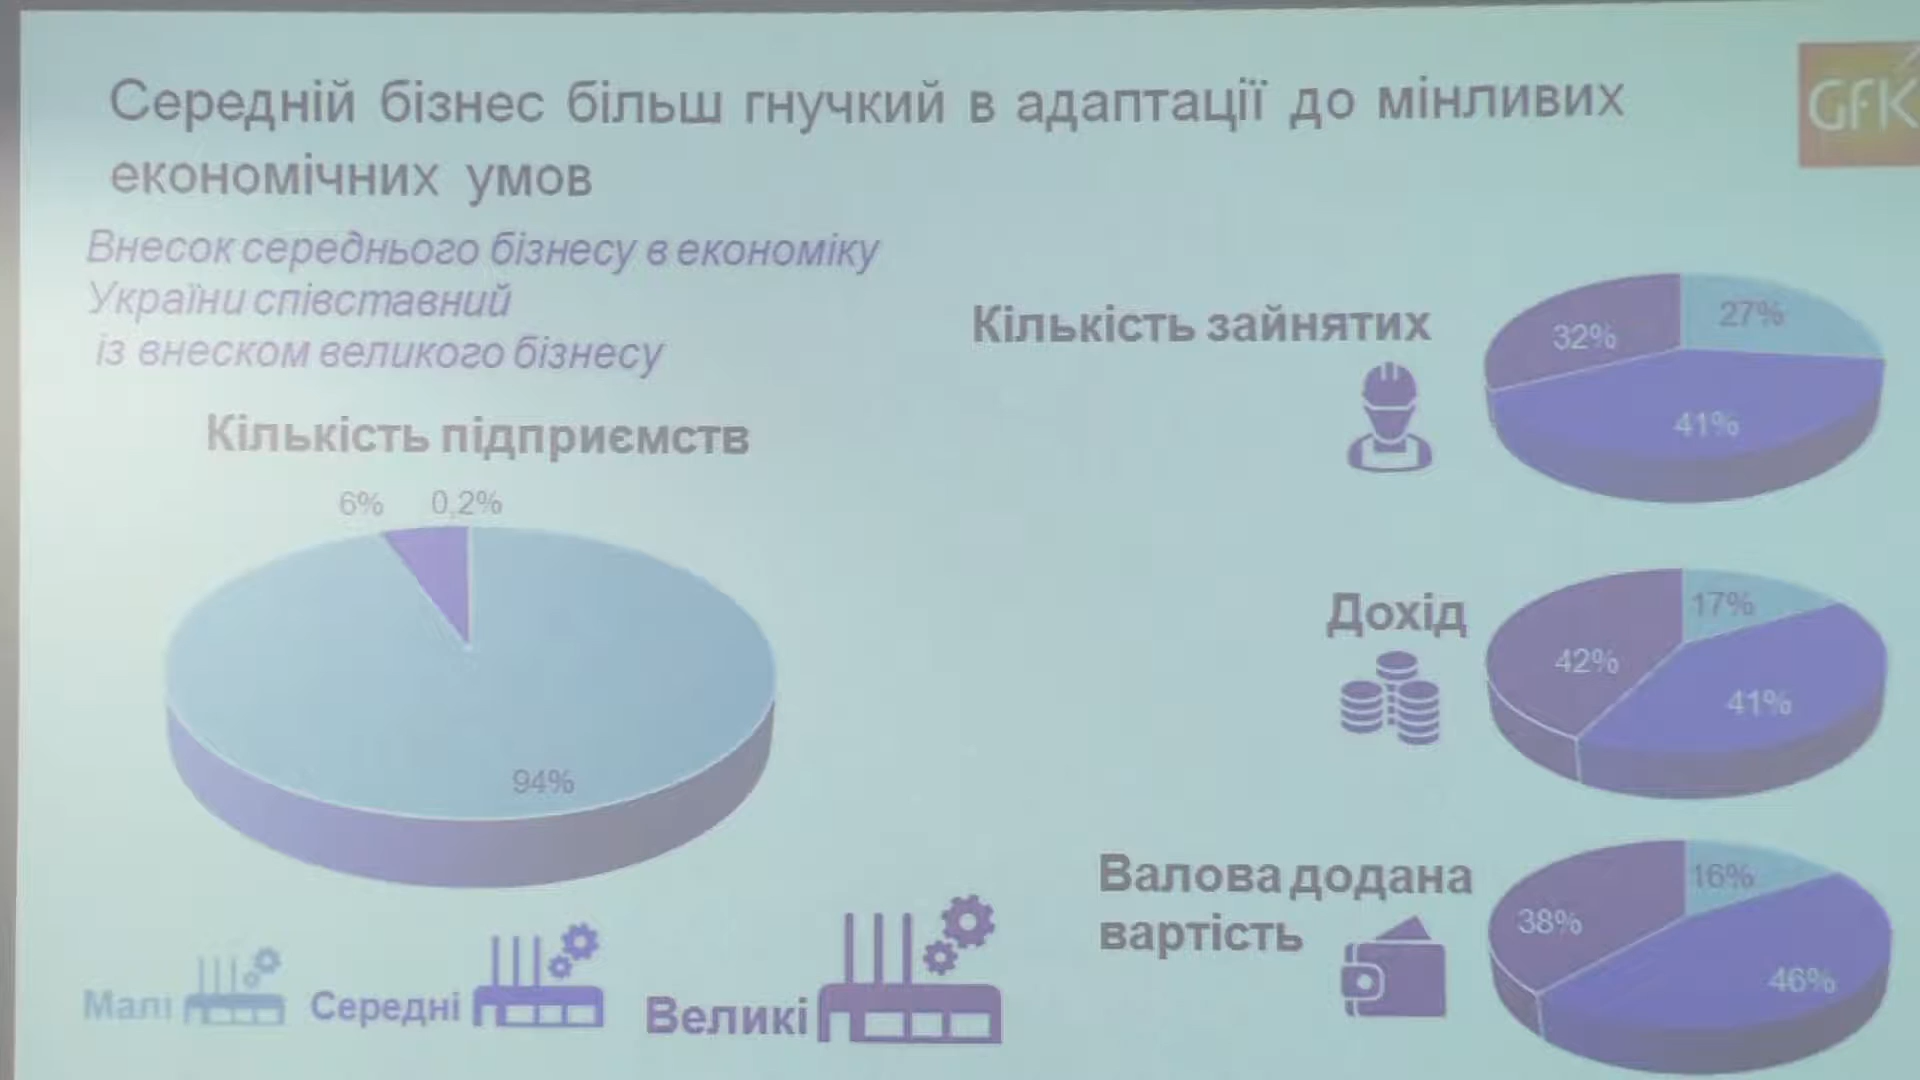 Середній бізнес більш гнучкий в адаптації до мінливих
економічних умов
GFK
Внесок середнього бізнесу в економіку
України співставний
із внеском великого бізнесу
Кількість підприємств
6%
0,2%
94%
Малі
Середні
Великі
Кількість зайнятих
32%
27%
41%
Дохід
17%
42%
41%
Валова додана
вартість
16%
38%
46%